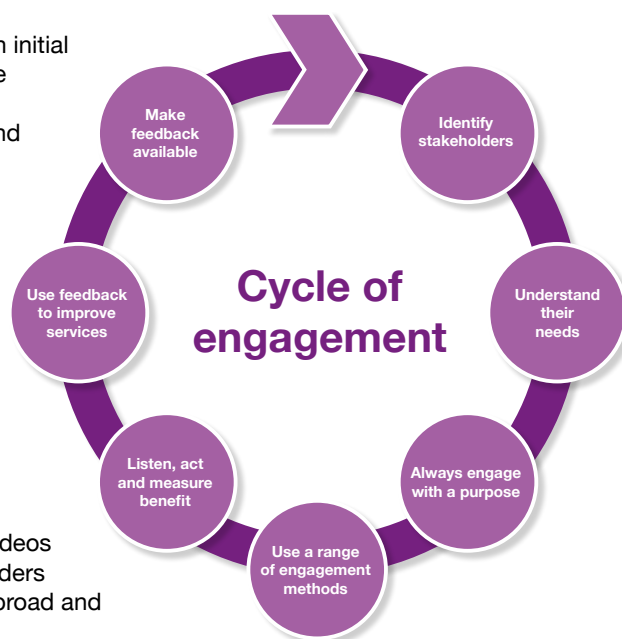 n initial
e
nd
Cycle of
engagement
Identify
stakeholders
Understand
their
needs
Always engage
with a purpose
Use a range
of engagement
methods
Listen, act
and measure
benefit
Use feedback
to improve
services
Make
feedback
available
deos
ders
broad and